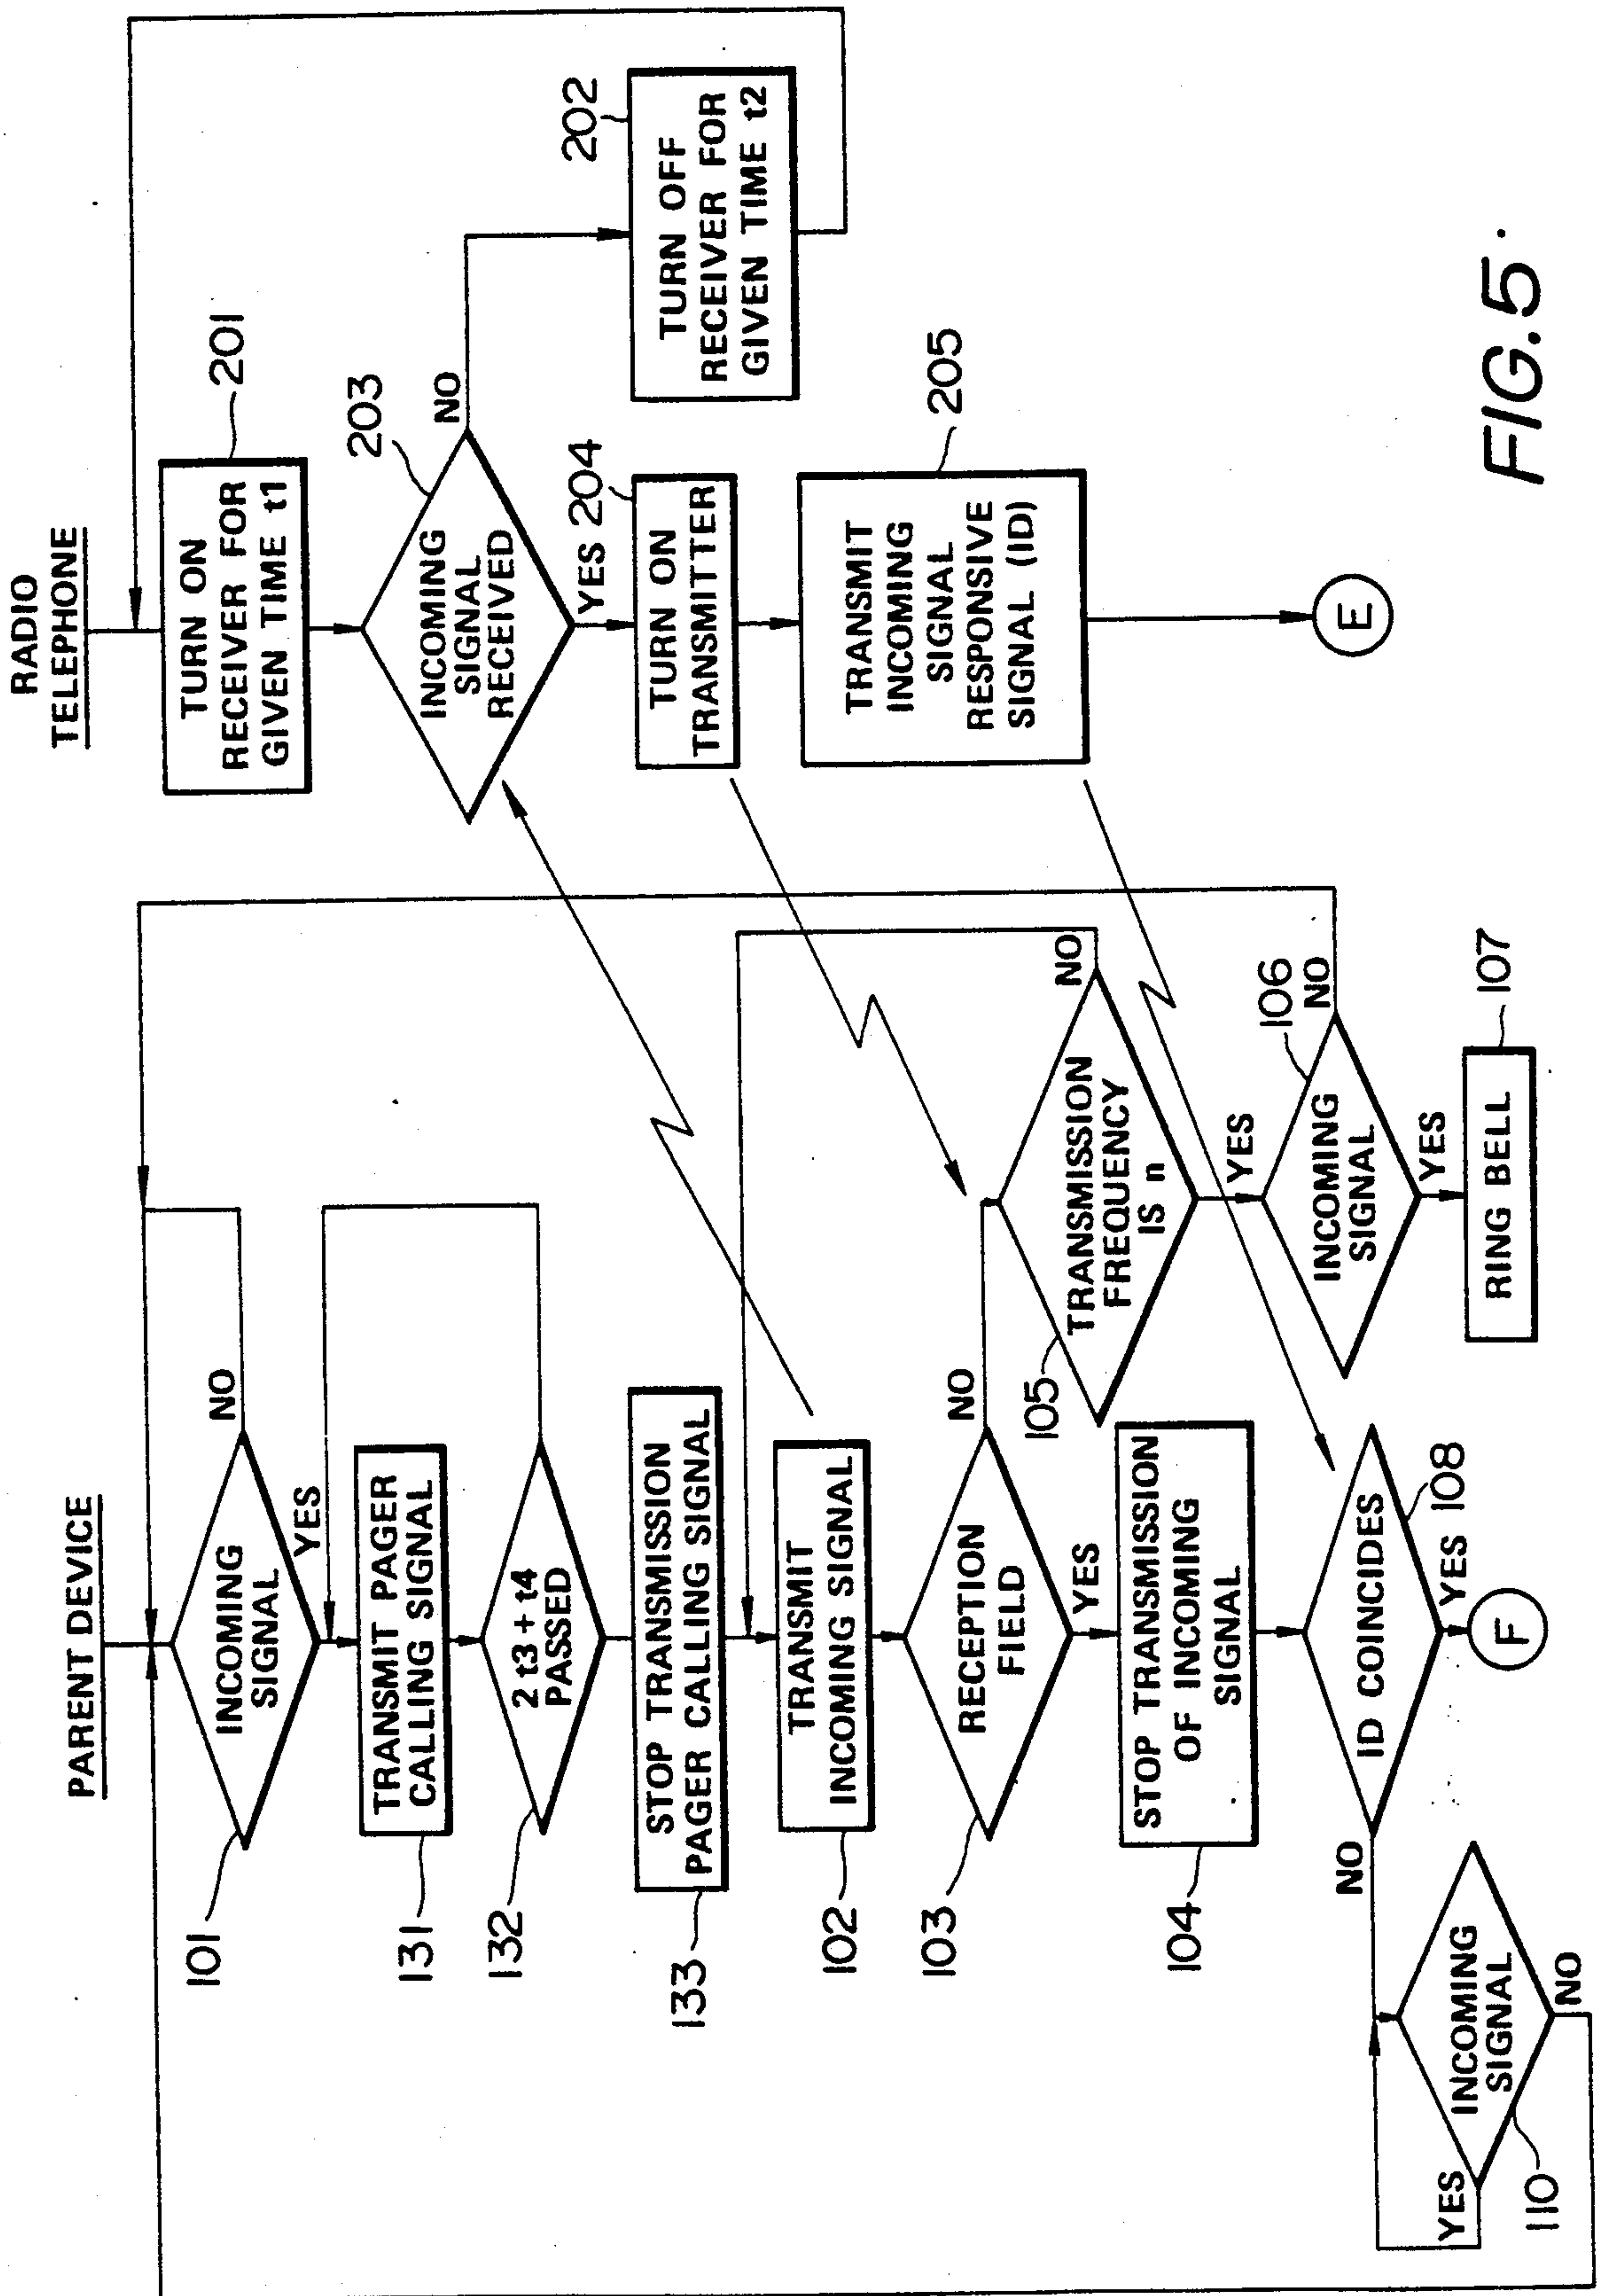 PARENT DEVICE
101
INCOMING
SIGNAL
NO
YES
131
TRANSMIT PAGER
CALLING SIGNAL
132
2 t3 + t4
PASSED
133
STOP TRANSMISSION
PAGER CALLING SIGNAL
102
TRANSMIT
INCOMING SIGNAL
103
RECEPTION
FIELD
NO
YES
105
TRANSMISSION
FREQUENCY
IS n
NO
YES
104
STOP TRANSMISSION
OF INCOMING
SIGNAL
106
INCOMING
SIGNAL
NO
YES
107
RING BELL
108
ID COINCIDES
NO
YES
F
110
INCOMING
SIGNAL
YES
NO
RADIO
TELEPHONE
201
TURN ON
RECEIVER FOR
GIVEN TIME t1
203
INCOMING
SIGNAL
RECEIVED
NO
YES
202
TURN OFF
RECEIVER FOR
GIVEN TIME t2
204
TURN ON
TRANSMITTER
205
TRANSMIT
INCOMING
SIGNAL
RESPONSIVE
SIGNAL (ID)
E
FIG. 5.